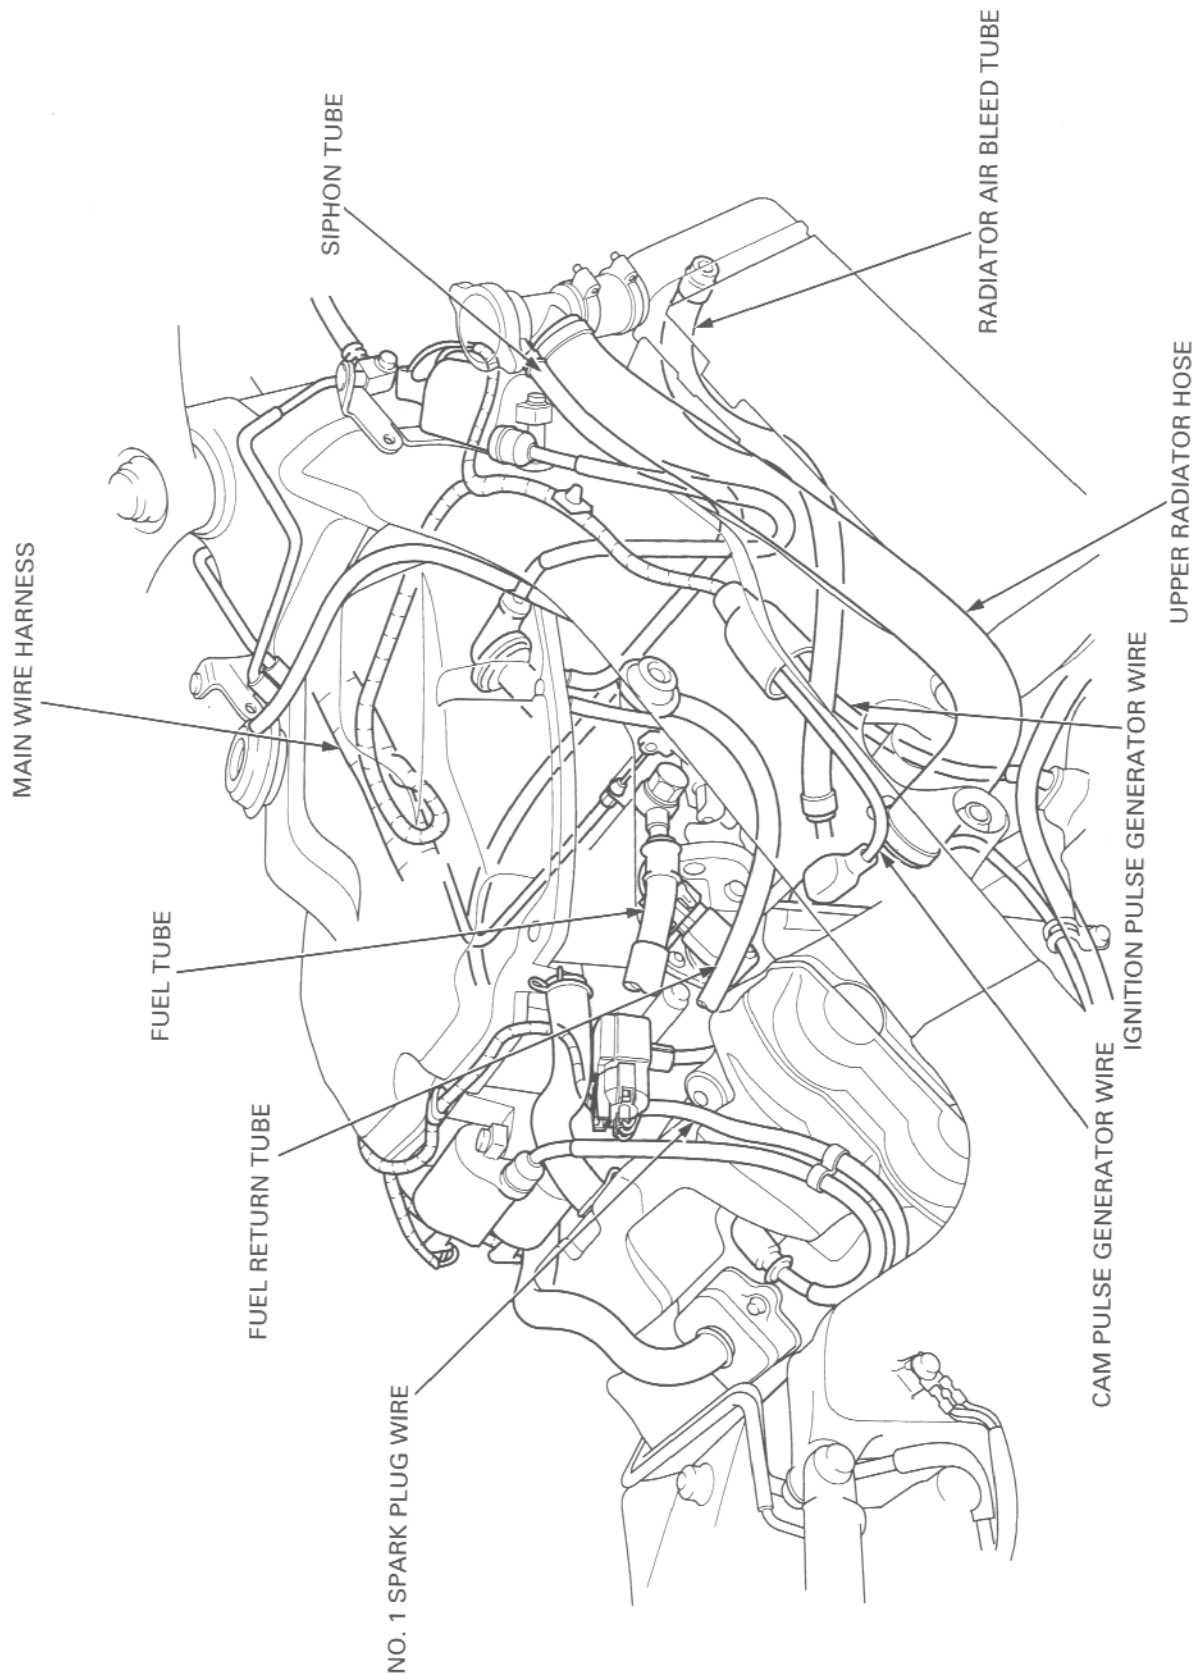 MAIN WIRE HARNESS
SIPHON TUBE
FUEL TUBE
FUEL RETURN TUBE
NO. 1 SPARK PLUG WIRE
RADIATOR AIR BLEED TUBE
UPPER RADIATOR HOSE
IGNITION PULSE GENERATOR WIRE
CAM PULSE GENERATOR WIRE